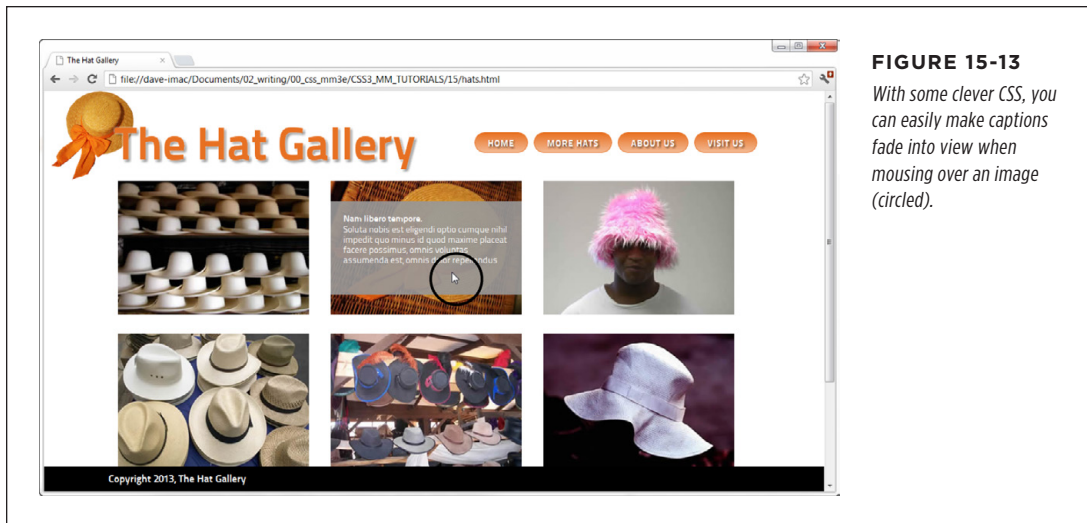 The Hat Gallery
file://dave-imac/Documents/02_writing/00_css_mm3e/CSS3_MM_TUTORIALS/15/hats.html
The Hat Gallery
HOME
MORE HATS
ABOUT US
VISIT US
Nam libero tempore.
Soluta nobis est eligendi optio cumque nihil
impedit quo minus id quod maxime placeat
facere possimus, omnis voluptas
assumenda est, omnis dolor repellendus
Copyright 2013, The Hat Gallery
FIGURE 15-13
With some clever CSS, you
can easily make captions
fade into view when
mousing over an image
(circled).